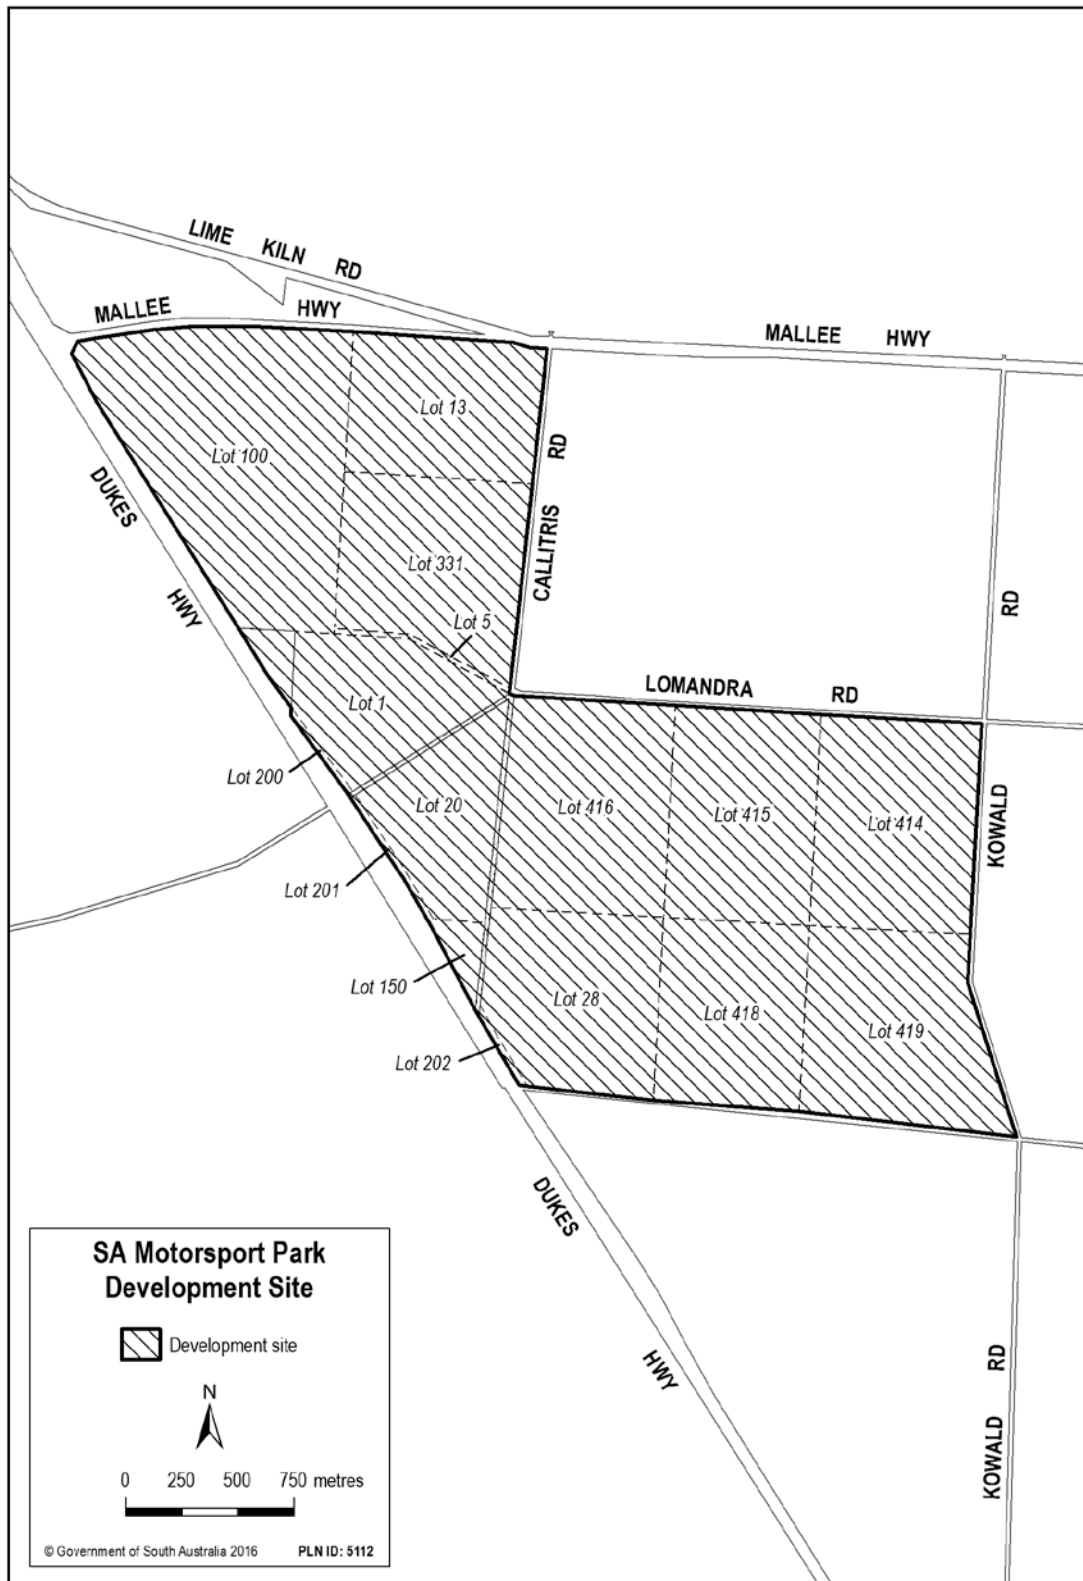 LIME KILN RD
MALLEE HWY
MALLEE HWY
Lot 13
Lot 100
RD
CALLITRIS
DUKES
HWY
Lot 331
RD
Lot 5
LOMANDRA RD
Lot 1
Lot 200
Lot 20
Lot 416
Lot 415
Lot 414
KOWALD
Lot 201
Lot 150
Lot 28
Lot 418
Lot 419
Lot 202
DUKES
HWY
RD
KOWALD
SA Motorsport Park
Development Site
Development site
N
0 250 500 750 metres
© Government of South Australia 2016 PLN ID: 5112